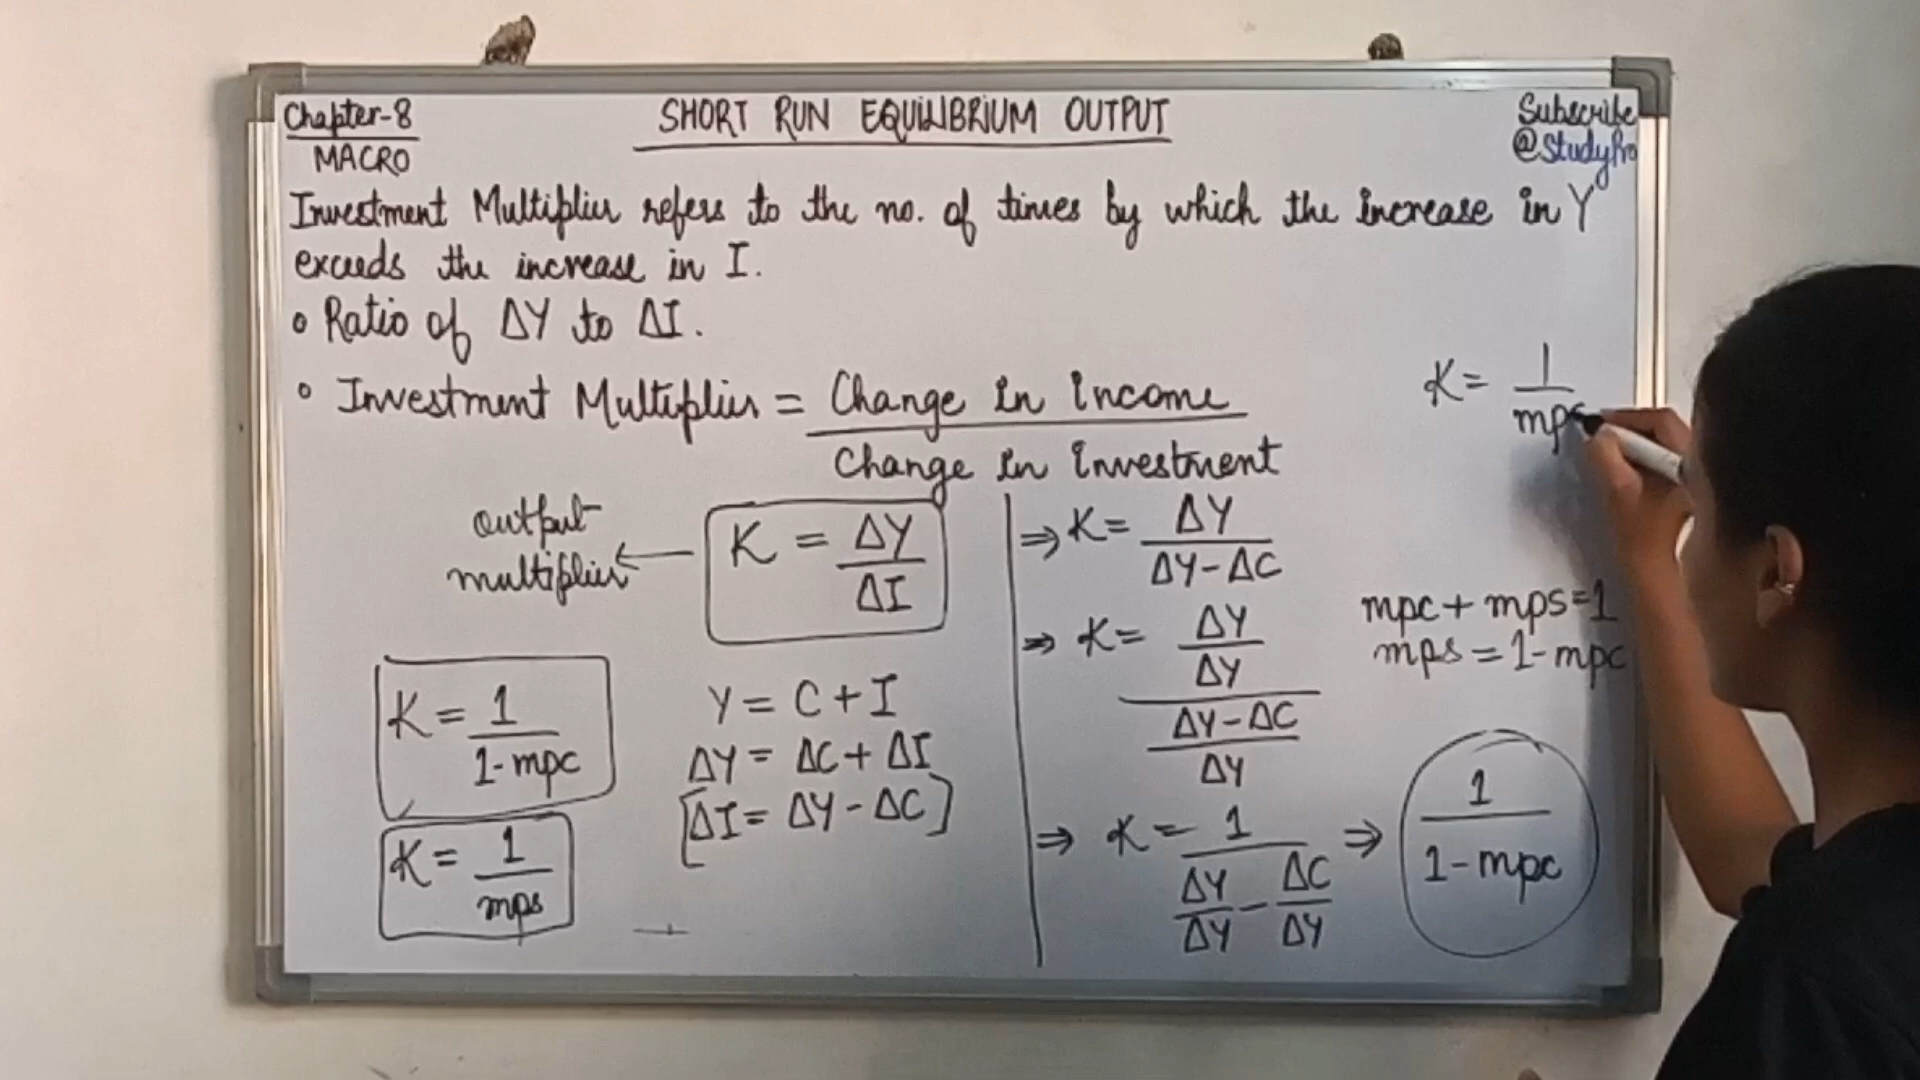 Chapter-8
MACRO
SHORT RUN EQUILIBRIUM OUTPUT
Subscribe
@StudyPro
Investment Multiplier refers to the no. of times by which the increase in Y
exceeds the increase in I.
• Ratio of ΔY to ΔI.
• Investment Multiplier = Change in income
Change in investment
K = 1
mps
output
multiplier ←
K = ΔY
ΔI
⇒ K = ΔY
ΔY - ΔC
⇒ K = ΔY
ΔY
ΔY - ΔC
ΔY
⇒ K = 1
ΔY - ΔC
ΔY ΔY
⇒ 1
1 - mpc
mpc + mps = 1
mps = 1 - mpc
Y = C + I
ΔY = ΔC + ΔI
[ΔI = ΔY - ΔC]
K = 1
1 - mpc
K = 1
mps